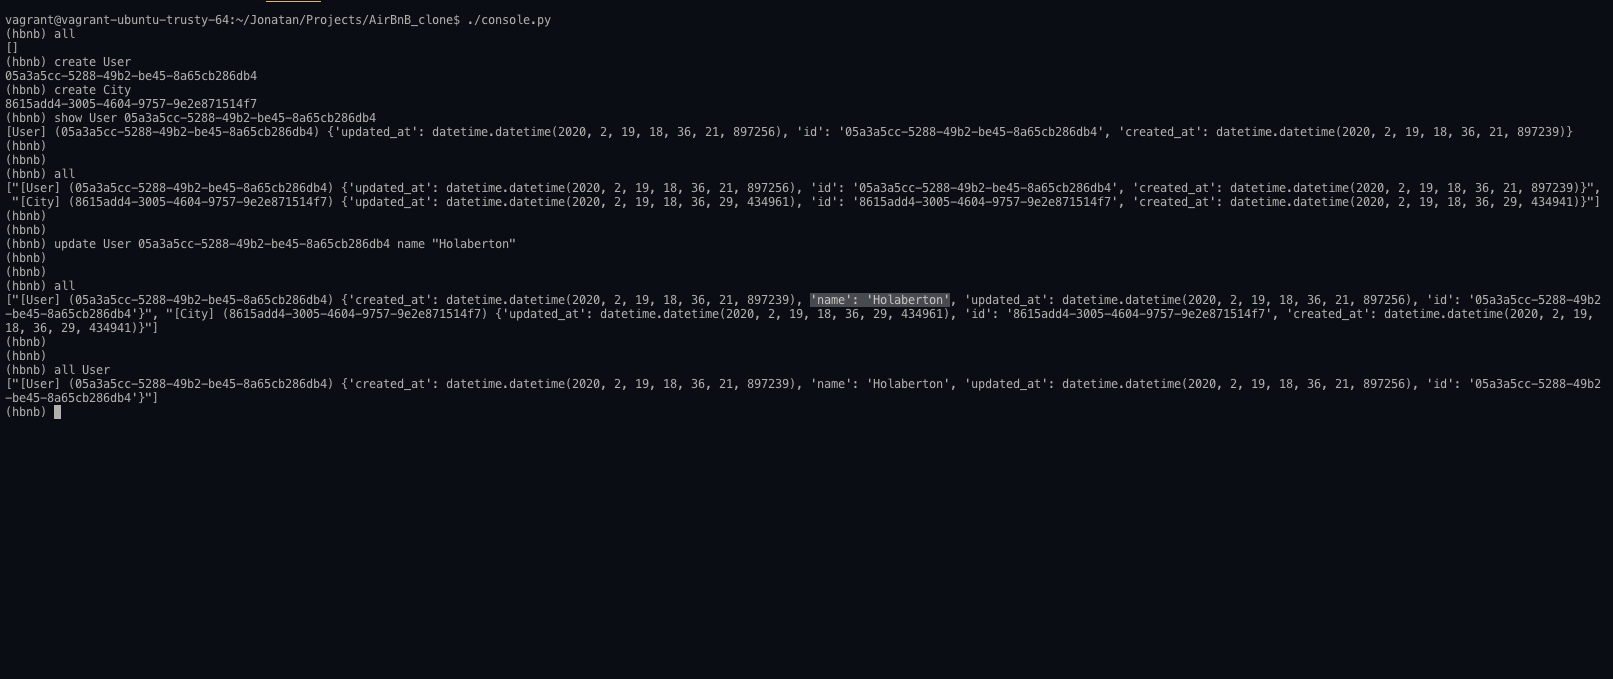 vagrant@vagrant-ubuntu-trusty-64:~/Jonatan/Projects/AirBnB_clone$ ./console.py
(hbnb) all
[]
(hbnb) create User
05a3a5cc-5288-49b2-be45-8a65cb286db4
(hbnb) create City
8615add4-3005-4604-9757-9e2e871514f7
(hbnb) show User 05a3a5cc-5288-49b2-be45-8a65cb286db4
[User] (05a3a5cc-5288-49b2-be45-8a65cb286db4) {'updated_at': datetime.datetime(2020, 2, 19, 18, 36, 21, 897256), 'id': '05a3a5cc-5288-49b2-be45-8a65cb286db4', 'created_at': datetime.datetime(2020, 2, 19, 18, 36, 21, 897239)}
(hbnb)
(hbnb)
(hbnb) all
["[User] (05a3a5cc-5288-49b2-be45-8a65cb286db4) {'updated_at': datetime.datetime(2020, 2, 19, 18, 36, 21, 897256), 'id': '05a3a5cc-5288-49b2-be45-8a65cb286db4', 'created_at': datetime.datetime(2020, 2, 19, 18, 36, 21, 897239)}",
"[City] (8615add4-3005-4604-9757-9e2e871514f7) {'updated_at': datetime.datetime(2020, 2, 19, 18, 36, 29, 434961), 'id': '8615add4-3005-4604-9757-9e2e871514f7', 'created_at': datetime.datetime(2020, 2, 19, 18, 36, 29, 434941)}"]
(hbnb)
(hbnb)
(hbnb) update User 05a3a5cc-5288-49b2-be45-8a65cb286db4 name "Holaberton"
(hbnb)
(hbnb)
(hbnb) all
["[User] (05a3a5cc-5288-49b2-be45-8a65cb286db4) {'created_at': datetime.datetime(2020, 2, 19, 18, 36, 21, 897239), 'name': 'Holaberton', 'updated_at': datetime.datetime(2020, 2, 19, 18, 36, 21, 897256), 'id': '05a3a5cc-5288-49b2
-be45-8a65cb286db4'}", "[City] (8615add4-3005-4604-9757-9e2e871514f7) {'updated_at': datetime.datetime(2020, 2, 19, 18, 36, 29, 434961), 'id': '8615add4-3005-4604-9757-9e2e871514f7', 'created_at': datetime.datetime(2020, 2, 19,
18, 36, 29, 434941)}"]
(hbnb)
(hbnb)
(hbnb) all User
["[User] (05a3a5cc-5288-49b2-be45-8a65cb286db4) {'created_at': datetime.datetime(2020, 2, 19, 18, 36, 21, 897239), 'name': 'Holaberton', 'updated_at': datetime.datetime(2020, 2, 19, 18, 36, 21, 897256), 'id': '05a3a5cc-5288-49b2
-be45-8a65cb286db4'}"]
(hbnb)